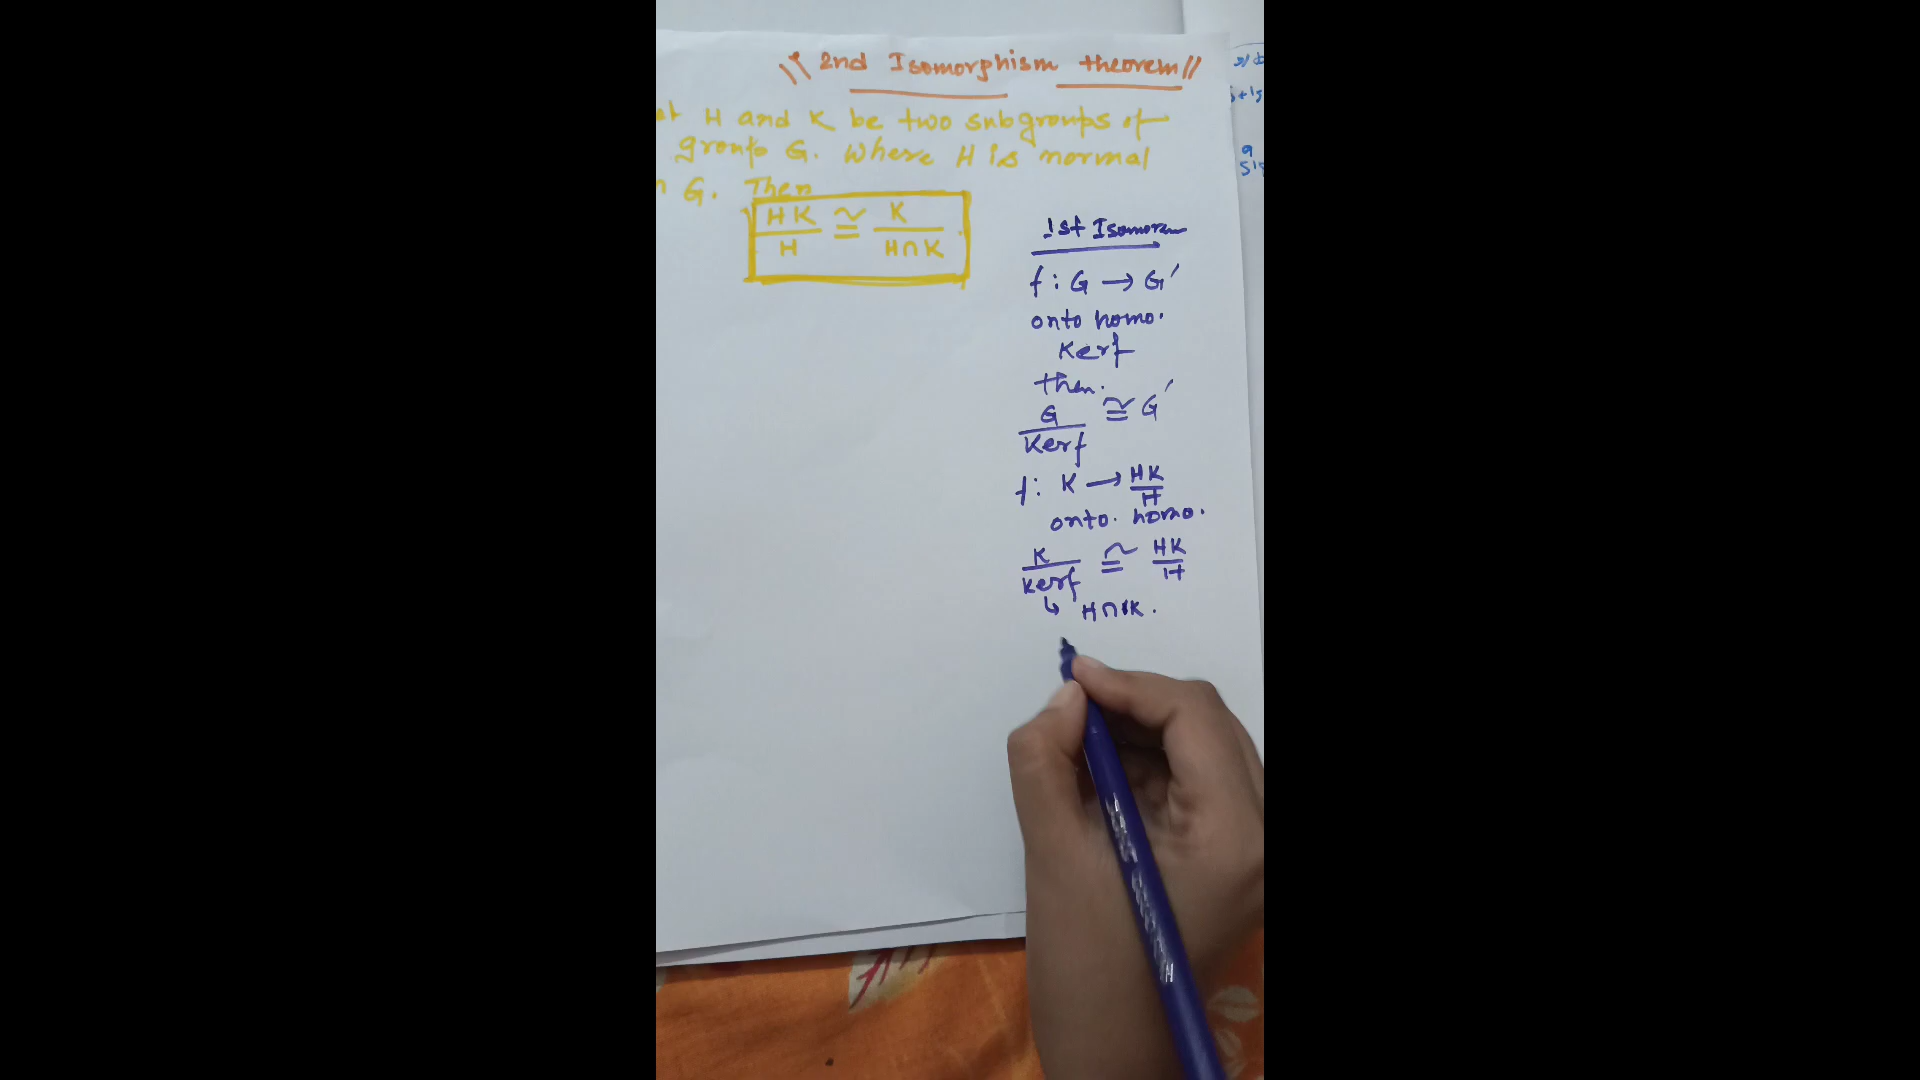 2nd Isomorphism theorem
H and K be two subgroups of
group G. Where H is normal
G. Then
HK/H ≅ K/H∩K .
1st Isomor
f : G → G'
onto homo.
Kerf
then.
G/Kerf ≅ G'
f: K → HK/H
onto. homo.
K/Kerf ≅ HK/H
↳ H∩K .